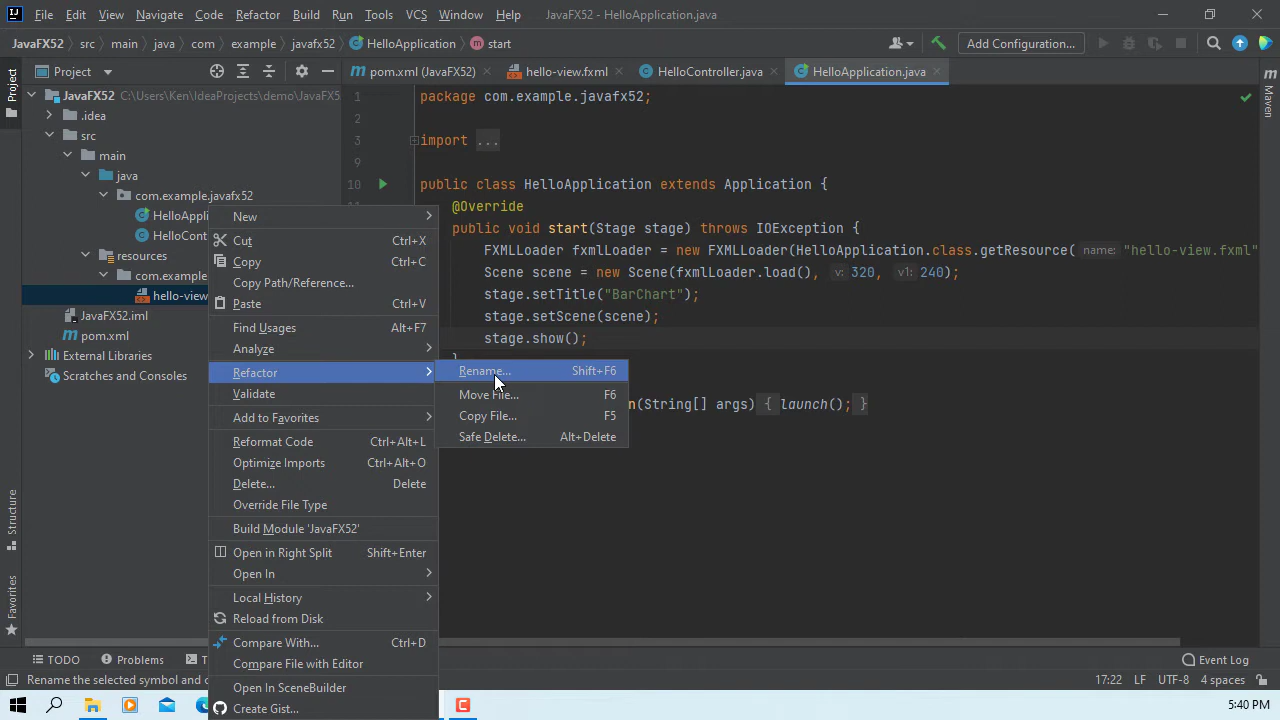 File Edit View Navigate Code Refactor Build Run Tools VCS Window Help JavaFX52 - HelloApplication.java
JavaFX52 src main java com example javafx52 HelloApplication start Add Configuration...
Project pom.xml (JavaFX52) hello-view.fxml HelloController.java HelloApplication.java
Project
Maven
JavaFX52 C:\Users\Ken\IdeaProjects\demo\JavaFX5
.idea
src
main
java
com.example.javafx52
HelloAppli
HelloCont
resources
com.example
hello-view
JavaFX52.iml
pom.xml
External Libraries
Scratches and Consoles
1 package com.example.javafx52;
2
3 import ...
9
10 public class HelloApplication extends Application {
@Override
public void start(Stage stage) throws IOException {
FXMLLoader fxmlLoader = new FXMLLoader(HelloApplication.class.getResource( name: "hello-view.fxml"
Scene scene = new Scene(fxmlLoader.load(), v: 320, v1: 240);
stage.setTitle("BarChart");
stage.setScene(scene);
stage.show();
}
n(String[] args) { launch(); }
New
Cut Ctrl+X
Copy Ctrl+C
Copy Path/Reference...
Paste Ctrl+V
Find Usages Alt+F7
Analyze
Refactor
Validate
Add to Favorites
Reformat Code Ctrl+Alt+L
Optimize Imports Ctrl+Alt+O
Delete... Delete
Override File Type
Build Module 'JavaFX52'
Open in Right Split Shift+Enter
Open In
Local History
Reload from Disk
Compare With... Ctrl+D
Compare File with Editor
Open In SceneBuilder
Create Gist...
Rename... Shift+F6
Move File... F6
Copy File... F5
Safe Delete... Alt+Delete
Structure
Favorites
TODO Problems T Event Log
Rename the selected symbol and c 17:22 LF UTF-8 4 spaces
5:40 PM